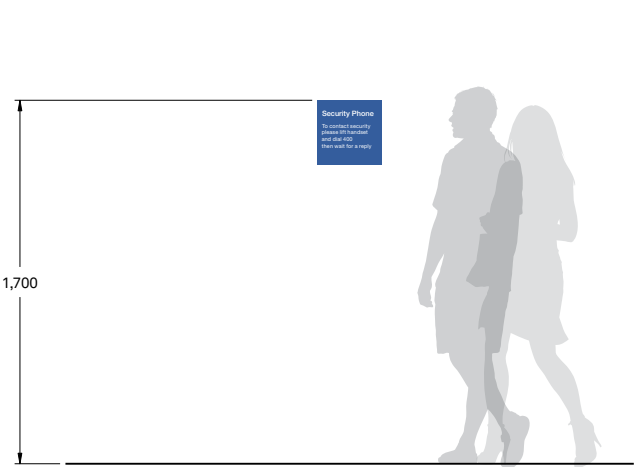 Security Phone
To contact security
please lift handset
and dial 400
then wait for a reply
1,700